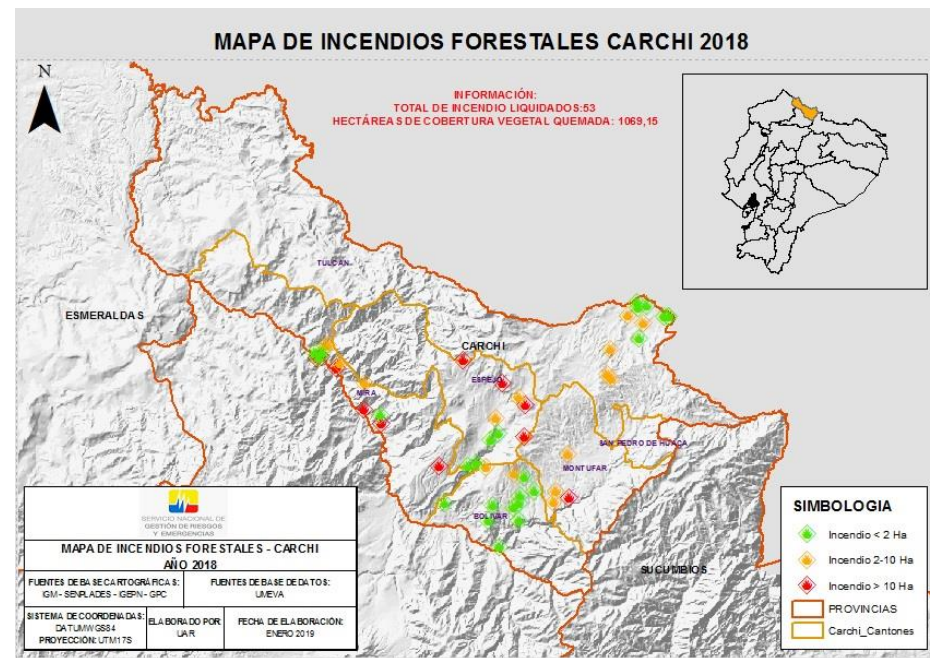 MAPA DE INCENDIOS FORESTALES CARCHI 2018
N
INFORMACIÓN:
TOTAL DE INCENDIO LIQUIDADOS:53
HECTÁREAS DE COBERTURA VEGETAL QUEMADA: 1069,15
TULCAN
ESMERALDAS
CARCHI
ESPEJO
MIRA
SAN PEDRO DE HUACA
MONTUFAR
BOLIVAR
SUCUMBIOS
SERVICIO NACIONAL DE
GESTIÓN DE RIESGOS
Y EMERGENCIAS
MAPA DE INCENDIOS FORESTALES - CARCHI
AÑO 2018
FUENTES DE BASE CARTOGRÁFICAS:
IGM - SENPLADES - IGEPN - GPC
FUENTES DE BASE DE DATOS:
UMEVA
SISTEMA DE COORDENADAS:
DATUMWGS84
PROYECCIÓN: UTM17S
ELABORADO POR:
UAR
FECHA DE ELABORACIÓN:
ENERO 2019
SIMBOLOGIA
Incendio < 2 Ha
Incendio 2-10 Ha
Incendio > 10 Ha
PROVINCIAS
Carchi_Cantones